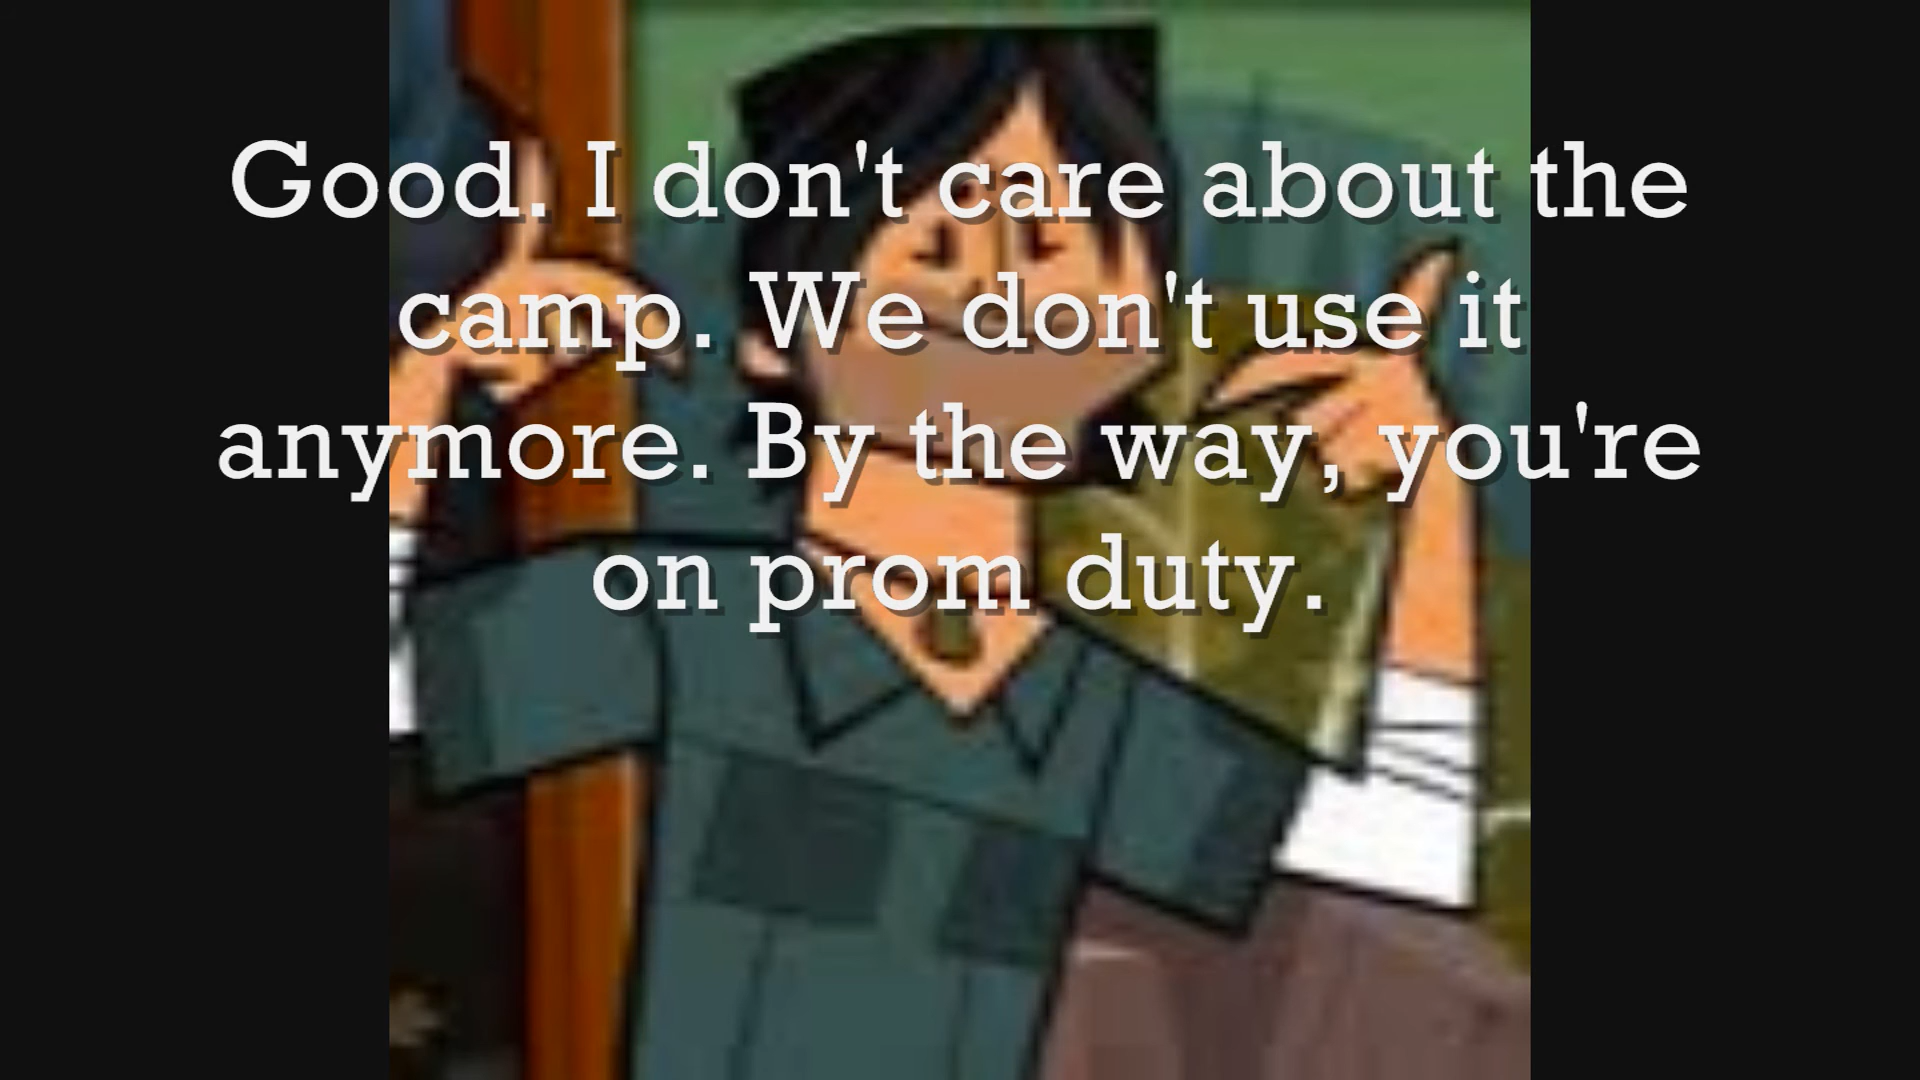 Good. I don't care about the
camp. We don't use it
anymore. By the way, you're
on prom duty.